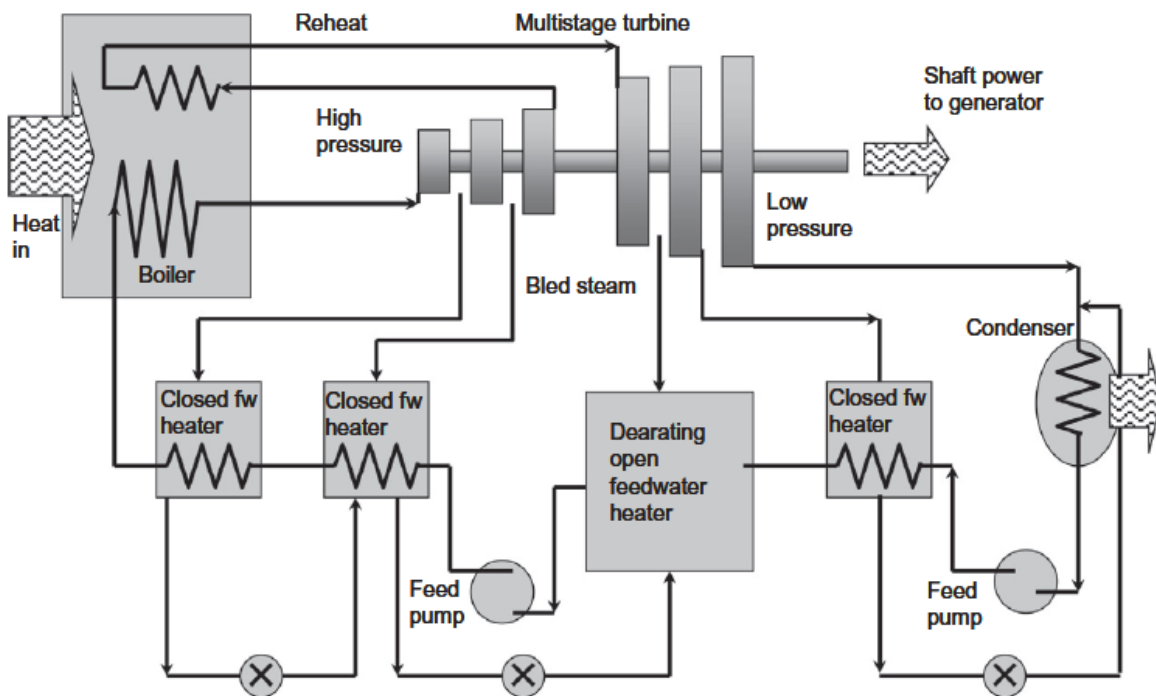 Reheat
Multistage turbine
Shaft power
to generator
High
pressure
Heat
in
Low
pressure
Boiler
Bled steam
Condenser
Closed fw
heater
Closed fw
heater
Closed fw
heater
Dearating
open
feedwater
heater
Feed
pump
Feed
pump